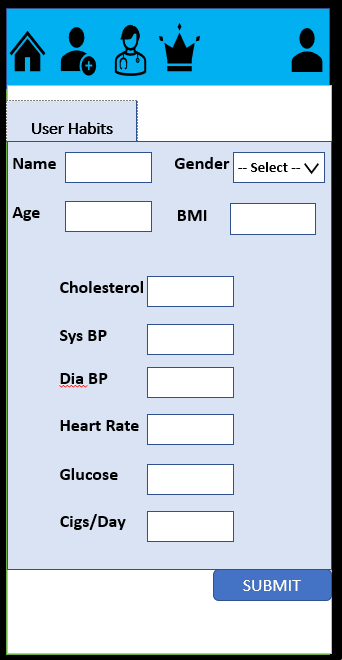 User Habits
Name
Gender
-- Select --
Age
BMI
Cholesterol
Sys BP
Dia BP
Heart Rate
Glucose
Cigs/Day
SUBMIT